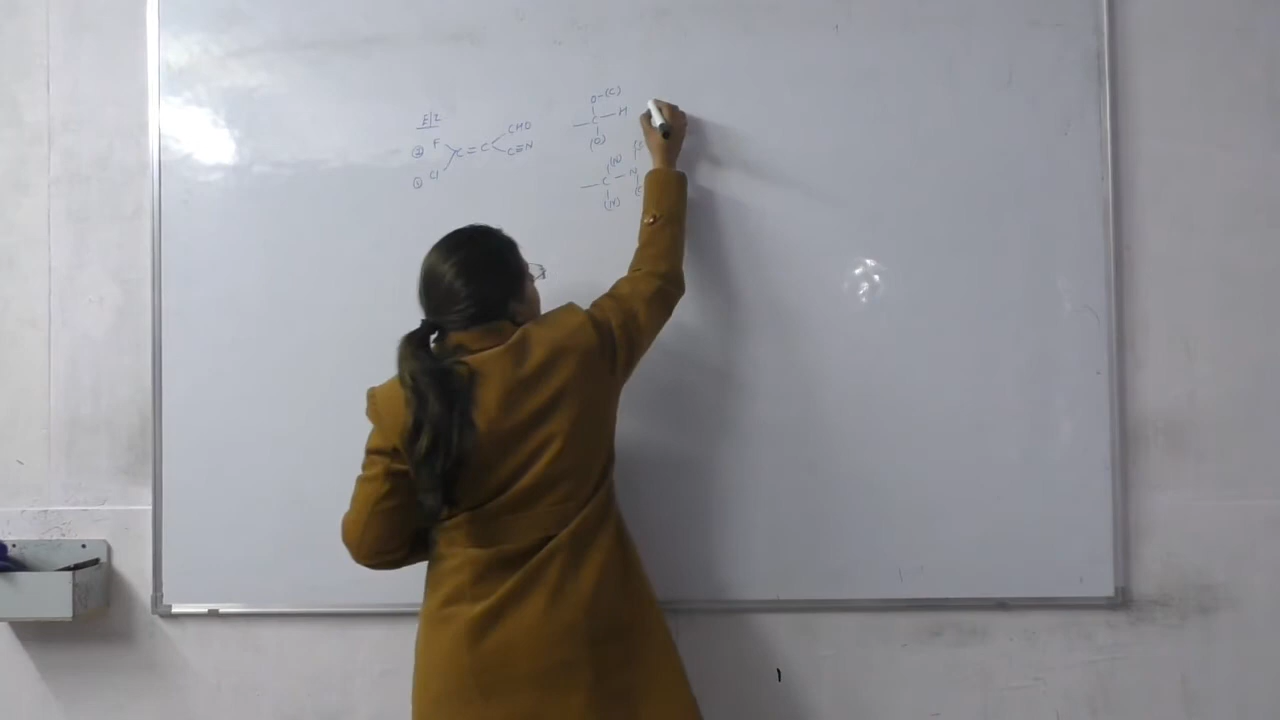 E/Z
② F
C=C
CHO
C≡N
① Cl
O-(C)
-C-H
(O)
(N)
-C-N
(N)